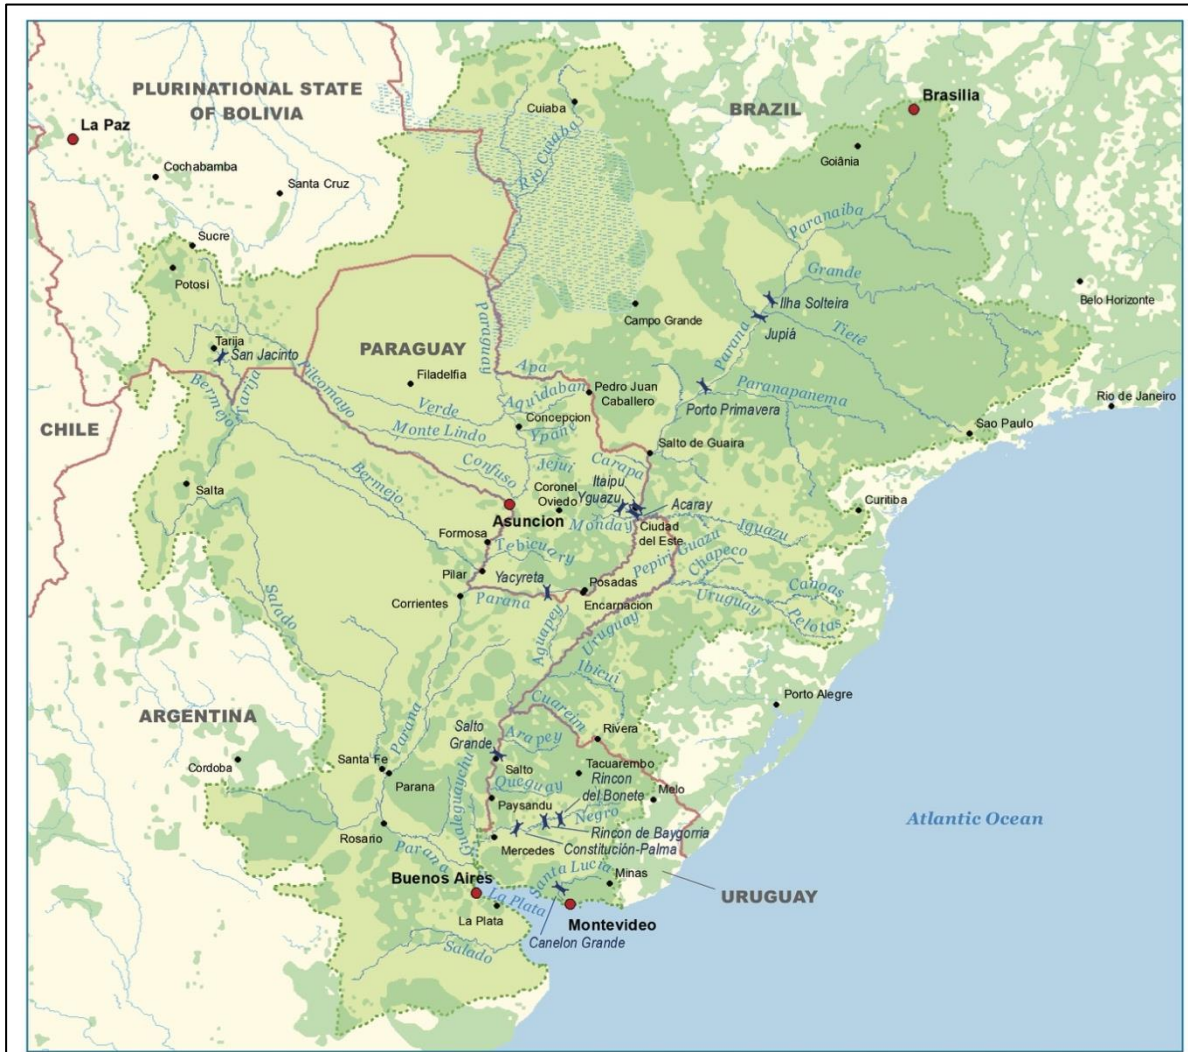 PLURINATIONAL STATE
OF BOLIVIA
BRAZIL
Brasilia
La Paz
Cuiaba
Rio Cuiaba
Goiânia
Cochabamba
Santa Cruz
Paranaiba
Sucre
Potosi
Grande
Belo Horizonte
Ilha Solteira
Paraguay
Campo Grande
Parana
Jupiá
Tieté
Tarija
San Jacinto
PARAGUAY
Apa
Filadelfia
Pilcomayo
Aquidaban
Pedro Juan
Caballero
Paranapanema
Porto Primavera
Rio de Janeiro
Bermejo
Tarija
Verde
Concepcion
Ypane
Sao Paulo
CHILE
Monte Lindo
Salto de Guaira
Confuso
Jejui
Carapa
Salta
Bermejo
Coronel
Oviedo
Itaipu
Yguazu
Acaray
Curitiba
Asuncion
Monday
Ciudad
del Este
Iguazu
Formosa
Tebicuary
Pepiri Guazu
Chapeco
Pilar
Yacyreta
Posadas
Canoas
Corrientes
Parana
Encarnacion
Uruguay
Pelotas
Salado
Aguapey
Uruguay
Ibicui
Porto Alegre
ARGENTINA
Cuareim
Parana
Salto
Grande
Arapey
Rivera
Santa Fe
Cordoba
Salto
Tacuarembo
Parana
Gualeguaychu
Queguay
Rincon
del Bonete
Melo
Paysandu
Negro
Atlantic Ocean
Rosario
Rincon de Baygorria
Mercedes
Constitución-Palma
Parana
Santa Lucia
Minas
Buenos Aires
La Plata
URUGUAY
La Plata
Montevideo
Salado
Canelon Grande